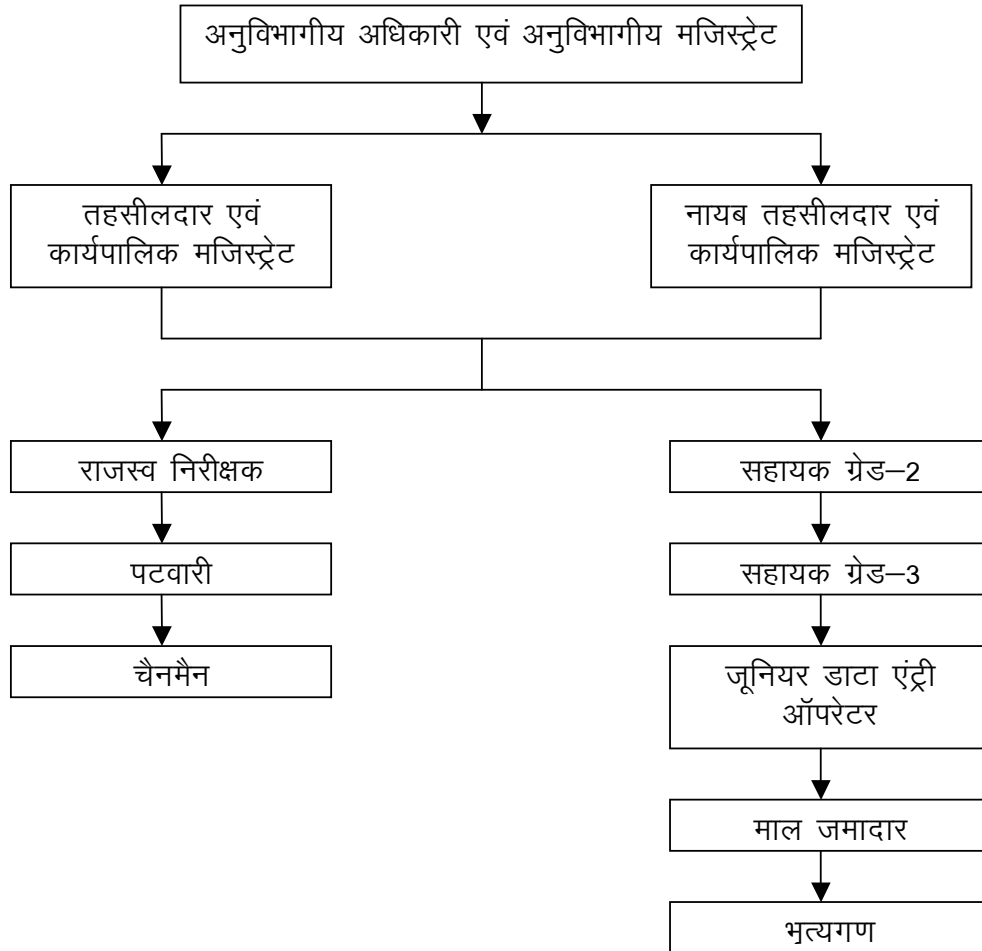 अनुविभागीय अधिकारी एवं अनुविभागीय मजिस्ट्रेट
तहसीलदार एवं
कार्यपालिक मजिस्ट्रेट
नायब तहसीलदार एवं
कार्यपालिक मजिस्ट्रेट
राजस्व निरीक्षक
सहायक ग्रेड–2
पटवारी
सहायक ग्रेड–3
चैनमैन
जूनियर डाटा एंट्री
ऑपरेटर
माल जमादार
भृत्यगण